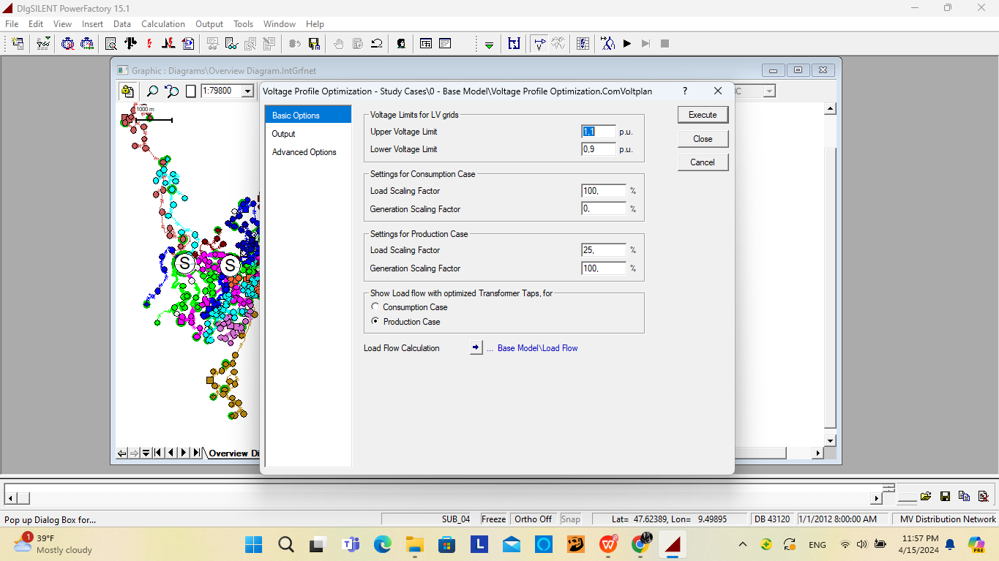 DIgSILENT PowerFactory 15.1
File Edit View Insert Data Calculation Output Tools Window Help
Graphic : Diagrams\Overview Diagram.IntGrfnet
1:79800
1000 m
Voltage Profile Optimization - Study Cases\0 - Base Model\Voltage Profile Optimization.ComVoltplan
?
Basic Options
Output
Advanced Options
Voltage Limits for LV grids
Upper Voltage Limit 1,1 p.u.
Lower Voltage Limit 0,9 p.u.
Settings for Consumption Case
Load Scaling Factor 100, %
Generation Scaling Factor 0, %
Settings for Production Case
Load Scaling Factor 25, %
Generation Scaling Factor 100, %
Show Load flow with optimized Transformer Taps, for
Consumption Case
Production Case
Load Flow Calculation ... Base Model\Load Flow
Execute
Close
Cancel
S S
Overview Di
Pop up Dialog Box for... SUB_04 Freeze Ortho Off Snap Lat= 47.62389, Lon= 9.49895 DB 43120 1/1/2012 8:00:00 AM MV Distribution Network
1
39°F
Mostly cloudy
L
ENG
PRE
11:57 PM
4/15/2024